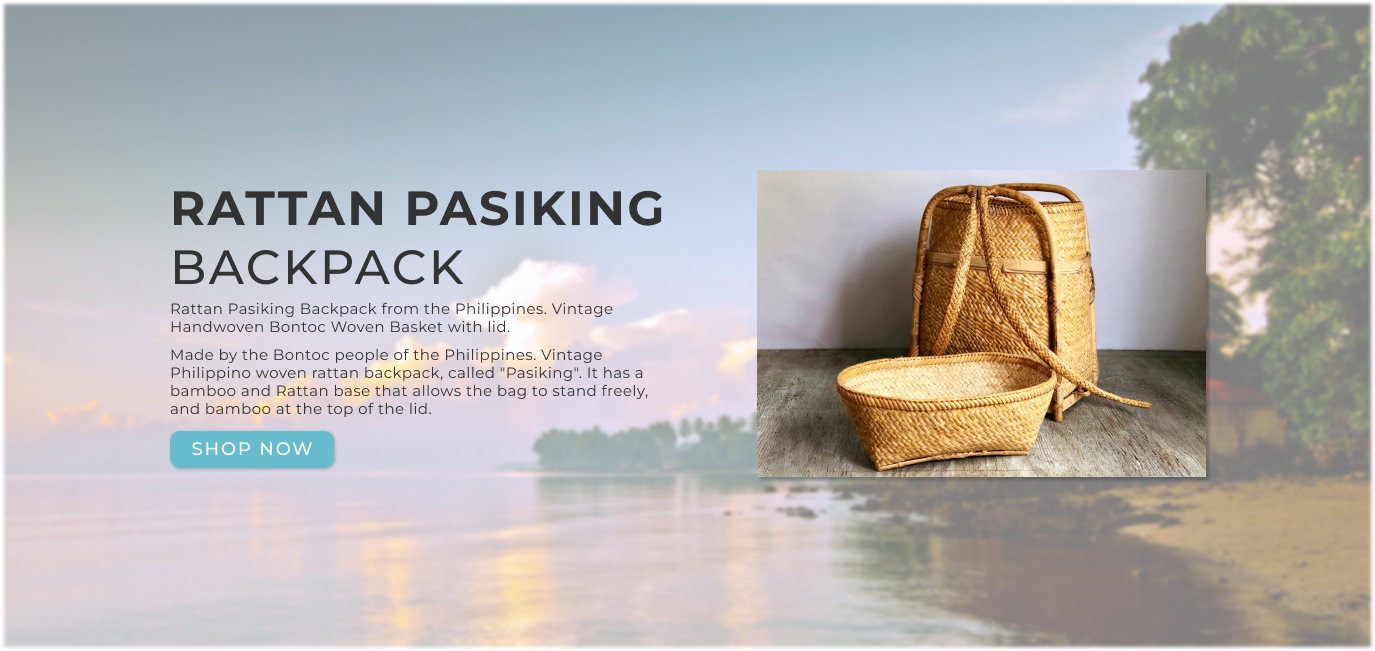 RATTAN PASIKING
BACKPACK
Rattan Pasiking Backpack from the Philippines. Vintage
Handwoven Bontoc Woven Basket with lid.
Made by the Bontoc people of the Philippines. Vintage
Philippino woven rattan backpack, called "Pasiking". It has a
bamboo and Rattan base that allows the bag to stand freely,
and bamboo at the top of the lid.
SHOP NOW